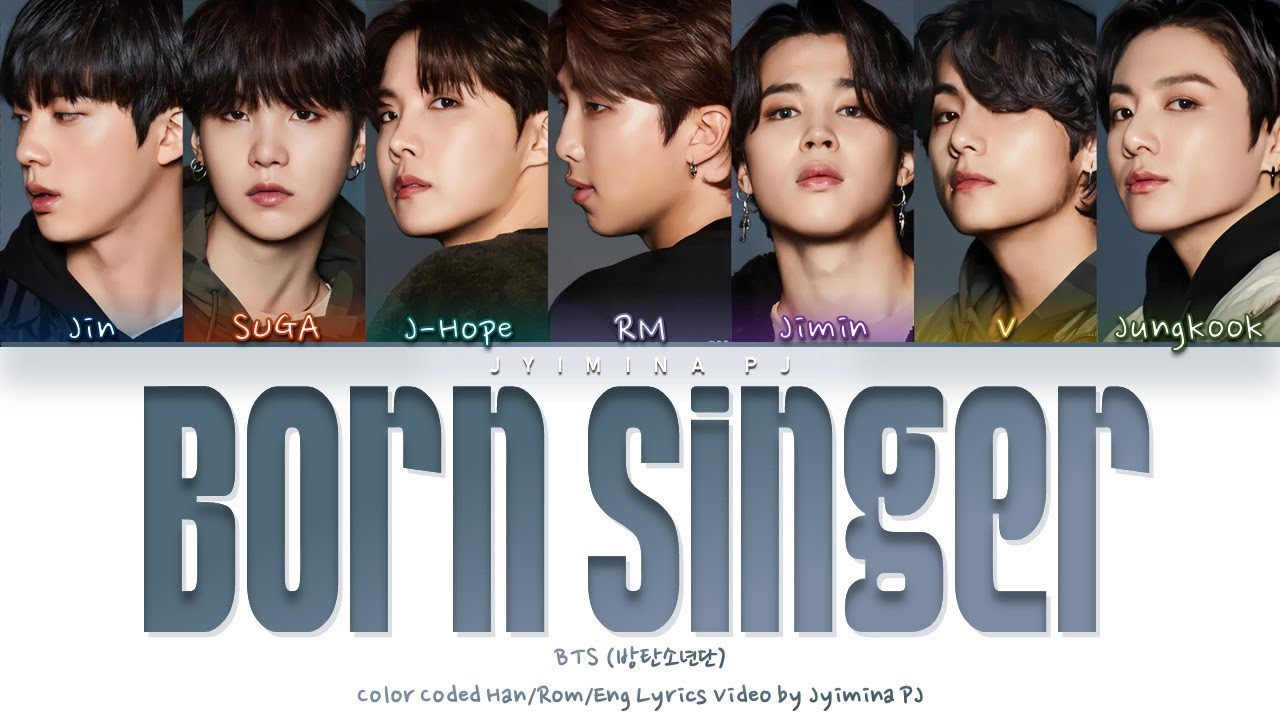 Jin SUGA J-Hope RM Jimin V Jungkook
JYIMINA PJ
Born Singer
BTS (방탄소년단)
Color Coded Han/Rom/Eng Lyrics Video by Jyimina PJ